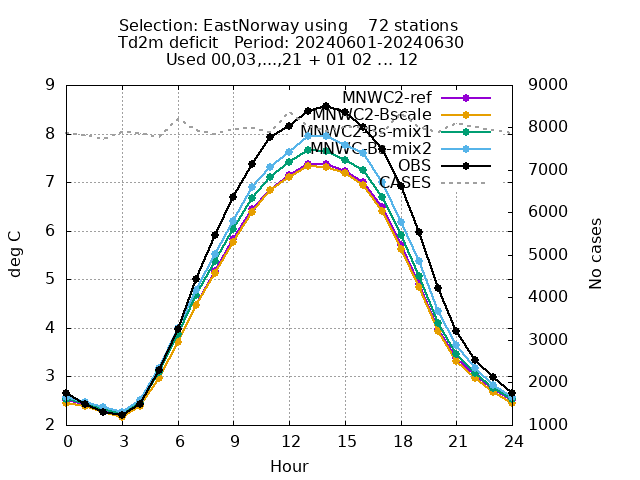 Selection: EastNorway using    72 stations
Td2m deficit   Period: 20240601-20240630
Used 00,03,...,21 + 01 02 ... 12
9
8
7
6
5
4
3
2
deg C
9000
8000
7000
6000
5000
4000
3000
2000
1000
No cases
MNWC2-ref
MNWC2-Bscale
MNWC2-Bs-mix1
MNWC-Bs-mix2
OBS
CASES
0 3 6 9 12 15 18 21 24
Hour